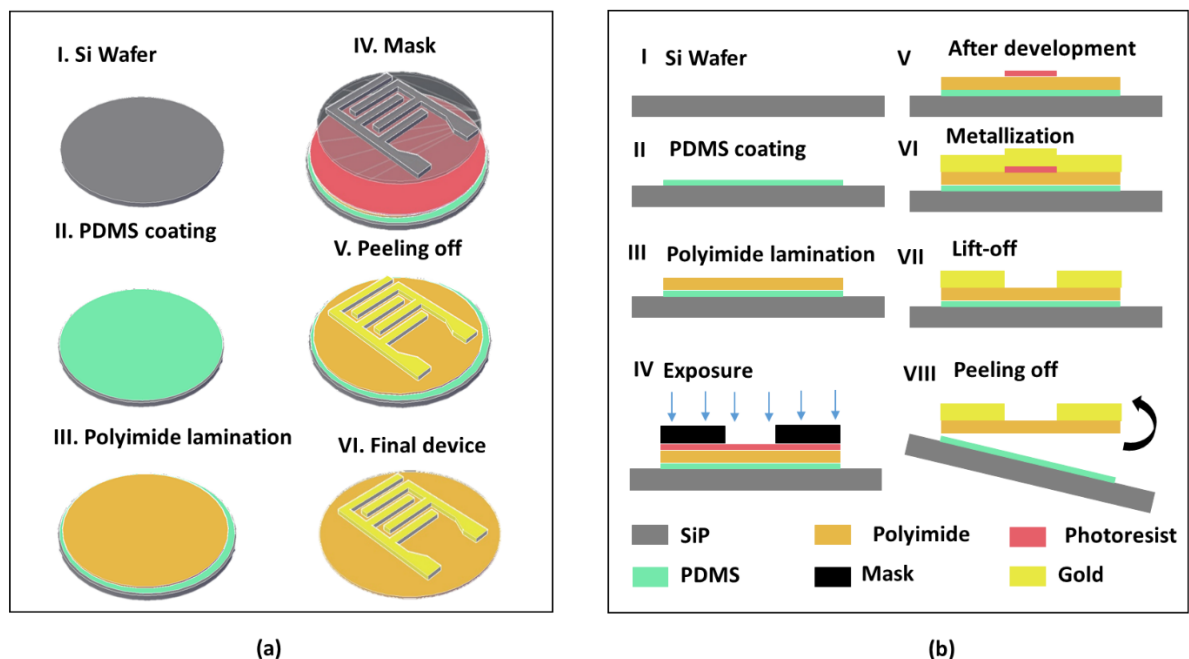 I. Si Wafer
II. PDMS coating
III. Polyimide lamination
IV. Mask
V. Peeling off
VI. Final device
(a)
I Si Wafer
II PDMS coating
III Polyimide lamination
IV Exposure
V After development
VI Metallization
VII Lift-off
VIII Peeling off
SiP Polyimide Photoresist
PDMS Mask Gold
(b)